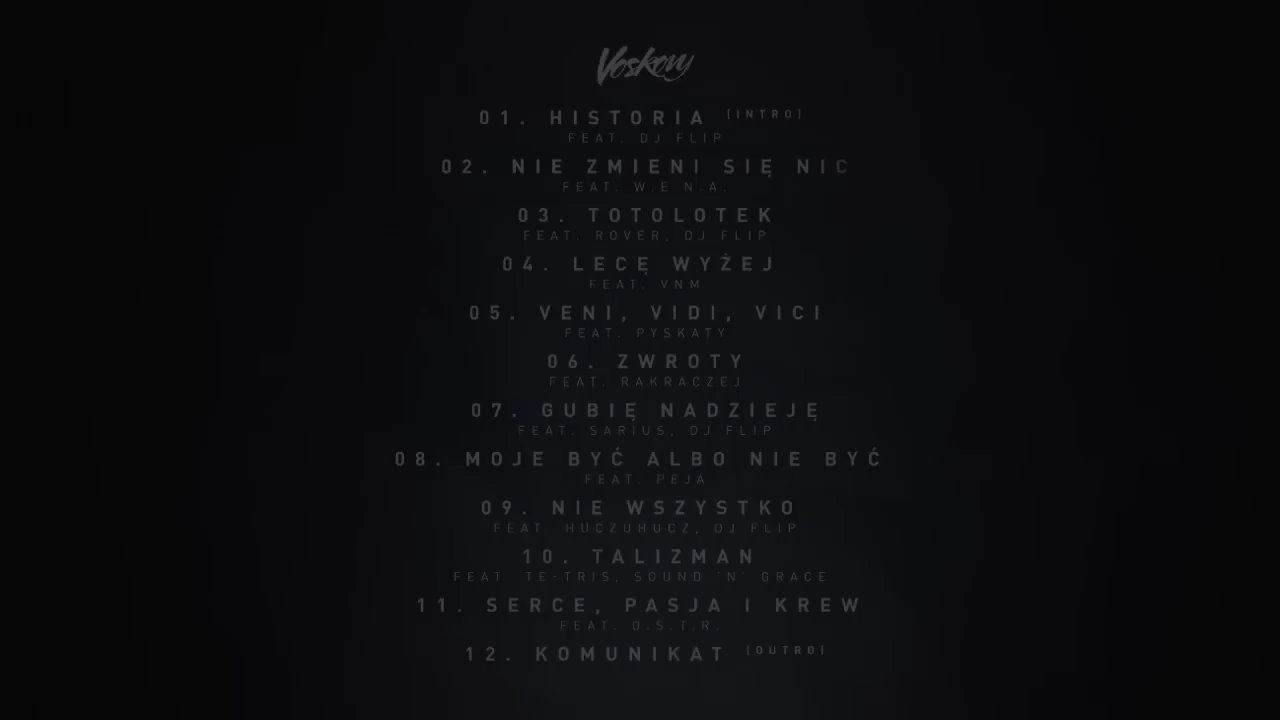 Voskovy
01. HISTORIA [INTRO]
FEAT. DJ FLIP
02. NIE ZMIENI SIĘ NIC
FEAT. W.E.N.A.
03. TOTOLOTEK
FEAT. ROVER, DJ FLIP
04. LECĘ WYŻEJ
FEAT. VNM
05. VENI, VIDI, VICI
FEAT. PYSKATY
06. ZWROTY
FEAT. RAKRACZEJ
07. GUBIĘ NADZIEJĘ
FEAT. SARIUS, DJ FLIP
08. MOJE BYĆ ALBO NIE BYĆ
FEAT. PEJA
09. NIE WSZYSTKO
FEAT. HUCZUHUCZ, DJ FLIP
10. TALIZMAN
FEAT. TE-TRIS, SOUND 'N' GRACE
11. SERCE, PASJA I KREW
FEAT. O.S.T.R.
12. KOMUNIKAT [OUTRO]